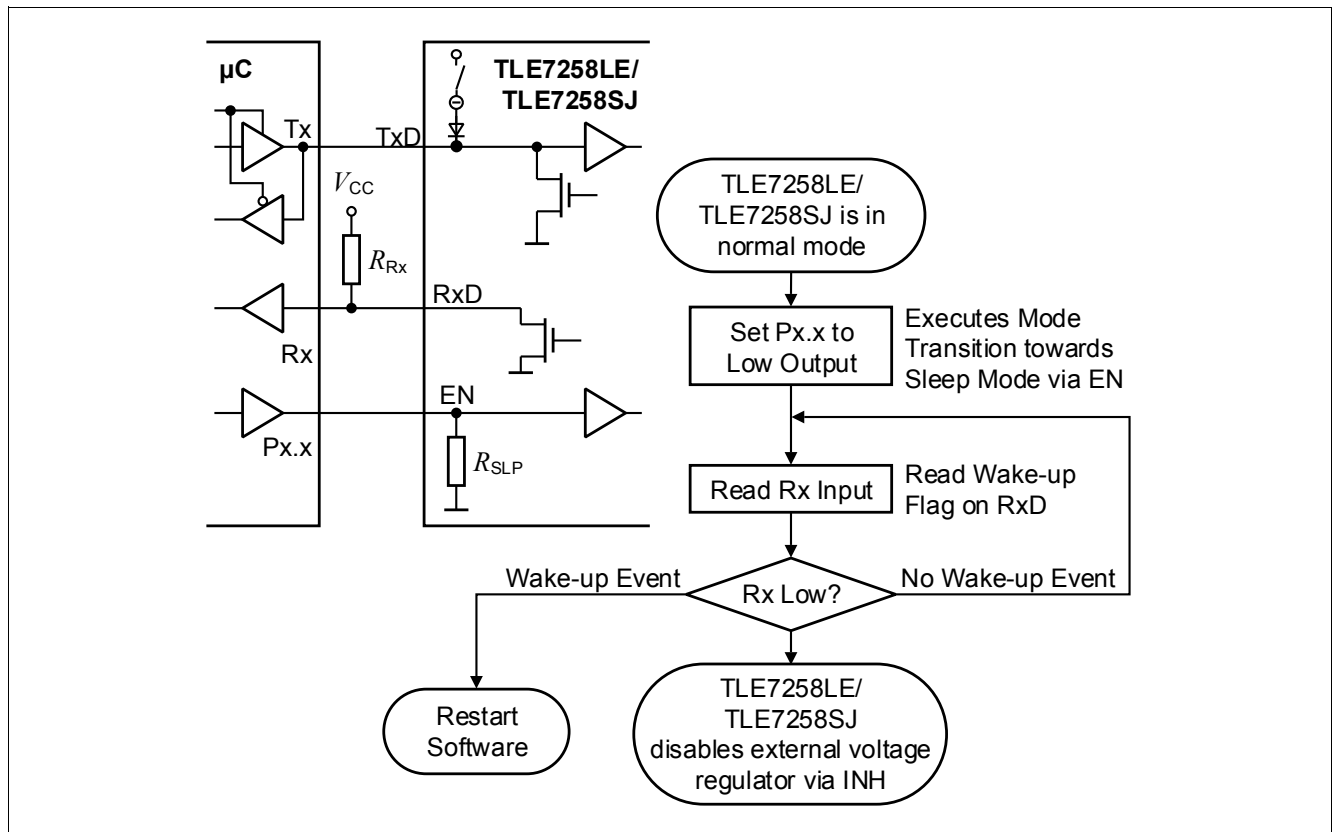 µC
TLE7258LE/
TLE7258SJ
Tx
TxD
VCC
RRx
RxD
Rx
EN
Px.x
RSLP
TLE7258LE/
TLE7258SJ is in
normal mode
Set Px.x to
Low Output
Executes Mode
Transition towards
Sleep Mode via EN
Read Rx Input
Read Wake-up
Flag on RxD
Wake-up Event
Rx Low?
No Wake-up Event
Restart
Software
TLE7258LE/
TLE7258SJ
disables external voltage
regulator via INH